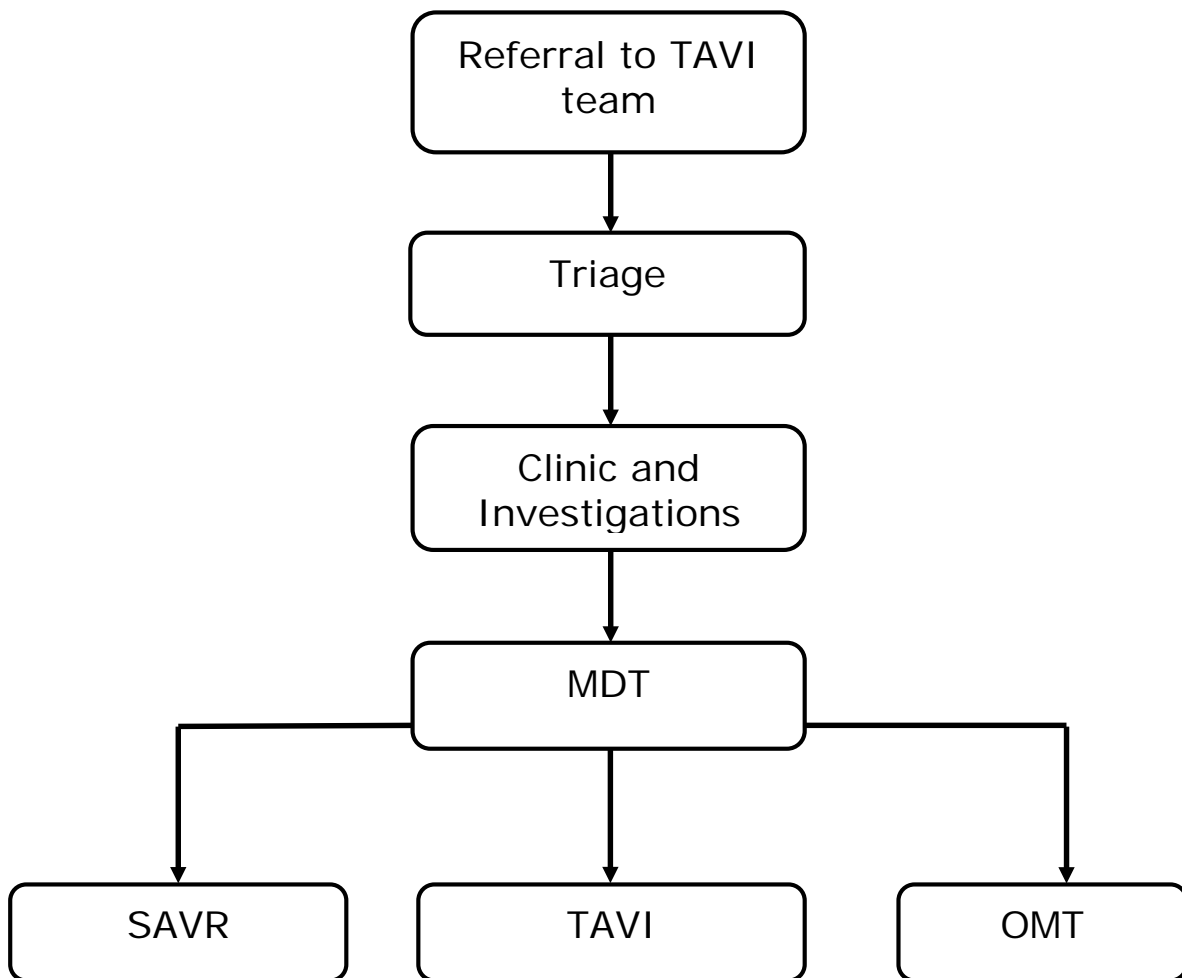 Referral to TAVI
team
Triage
Clinic and
Investigations
MDT
SAVR
TAVI
OMT